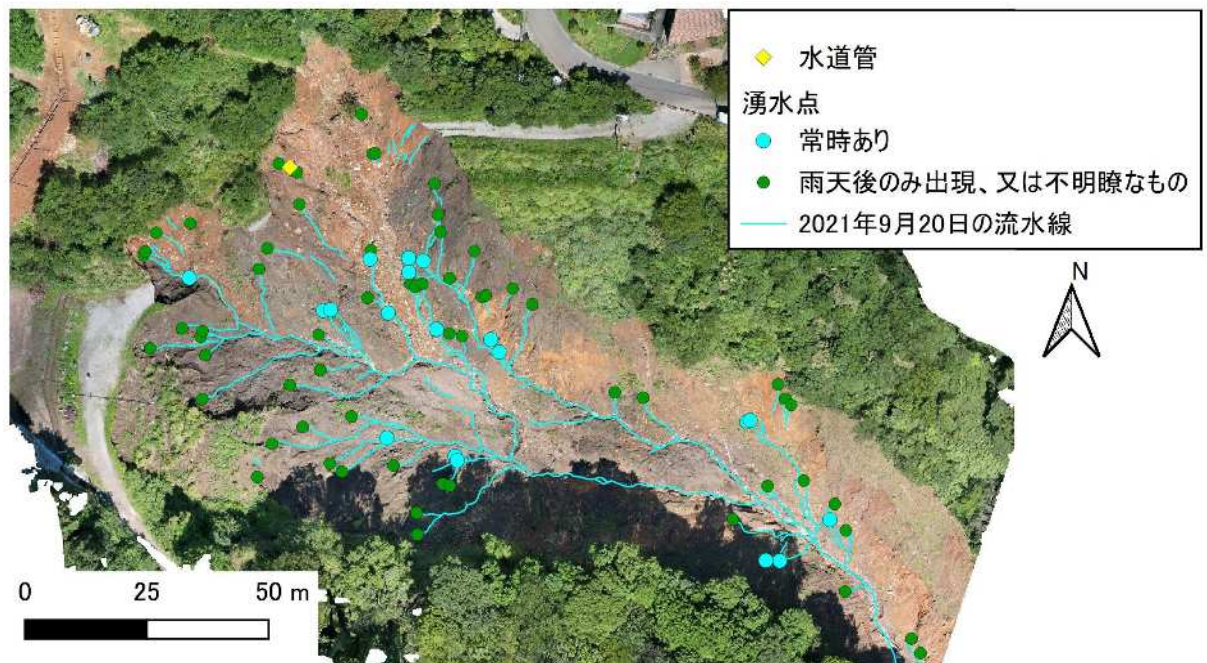 水道管
湧水点
常時あり
雨天後のみ出現、又は不明瞭なもの
2021年9月20日の流水線
N
0 25 50 m